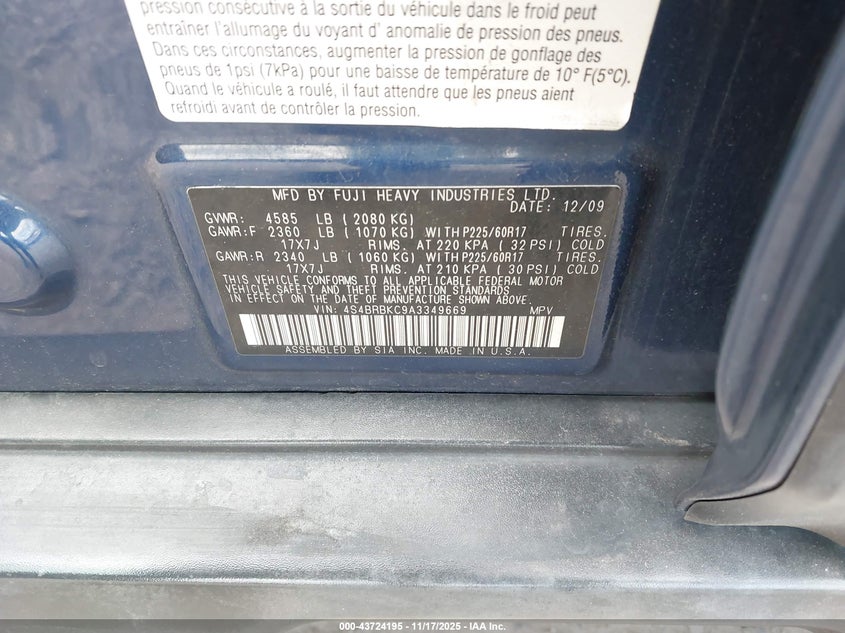 pression consécutive à la sortie du véhicule dans le froid peut
entraîner l'allumage du voyant d' anomalie de pression des pneus.
Dans ces circonstances, augmenter la pression de gonflage des
pneus de 1psi (7kPa) pour une baisse de température de 10° F(5°C).
Quand le véhicule a roulé, il faut attendre que les pneus aient
refroidi avant de contrôler la pression.
MFD BY FUJI HEAVY INDUSTRIES LTD.
DATE: 12/09
GVWR: 4585 LB (2080 KG)
GAWR:F 2360 LB (1070 KG) WITH P225/60R17 TIRES.
17X7J RIMS. AT 220 KPA (32 PSI) COLD
GAWR:R 2340 LB (1060 KG) WITH P225/60R17 TIRES.
17X7J RIMS. AT 210 KPA (30 PSI) COLD
THIS VEHICLE CONFORMS TO ALL APPLICABLE FEDERAL MOTOR
VEHICLE SAFETY AND THEFT PREVENTION STANDARDS
IN EFFECT ON THE DATE OF MANUFACTURE SHOWN ABOVE.
VIN: 4S4BRBKC9A3349669 MPV
ASSEMBLED BY SIA INC. MADE IN U.S.A.
000-43724195 - 11/17/2025 - IAA Inc.